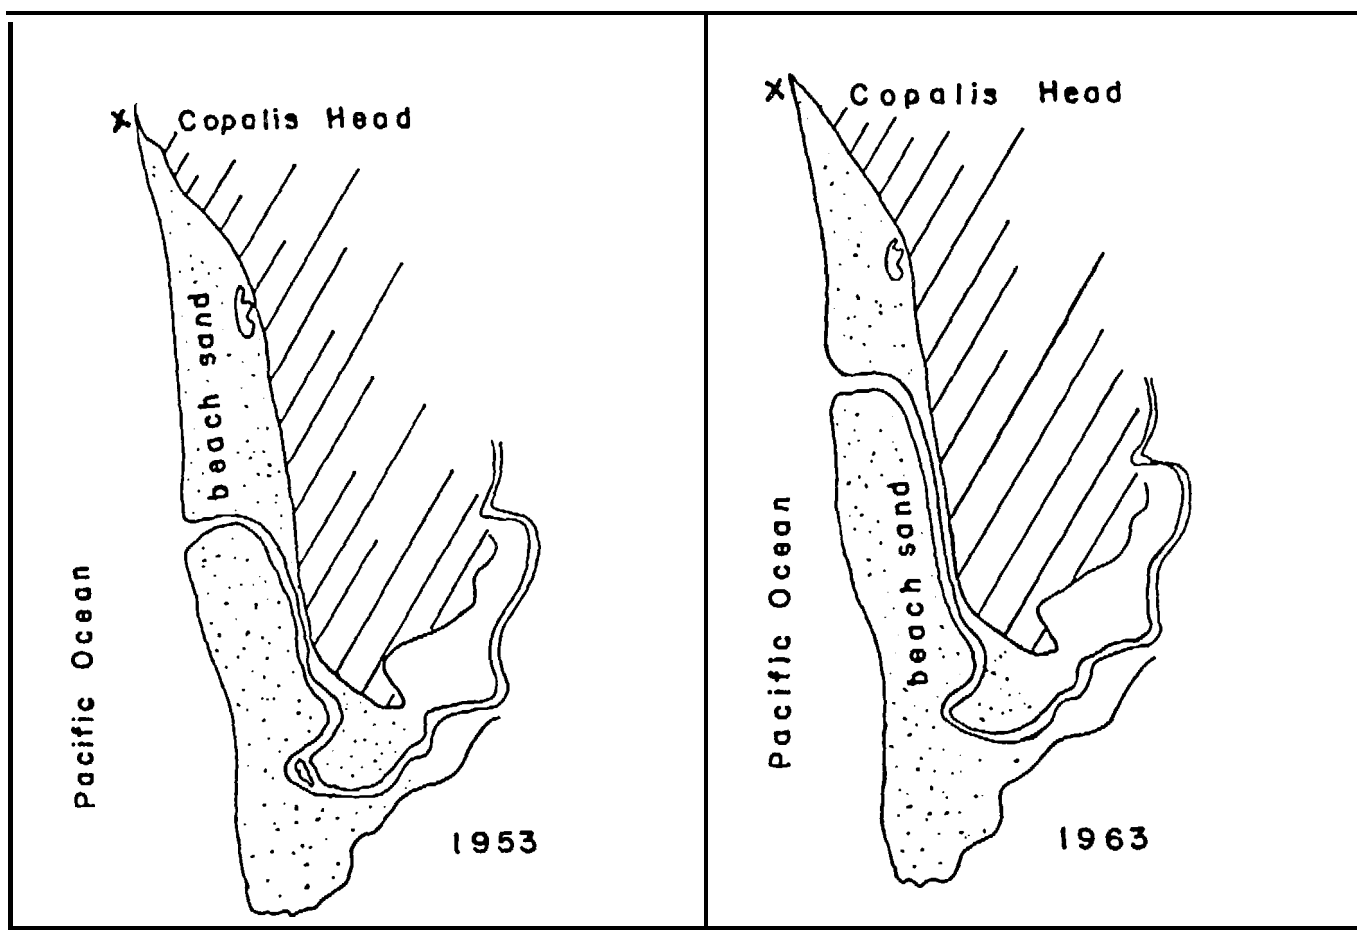 X Copalis Head
beach sand
Pacific Ocean
1953
X Copalis Head
beach sand
Pacific Ocean
1963